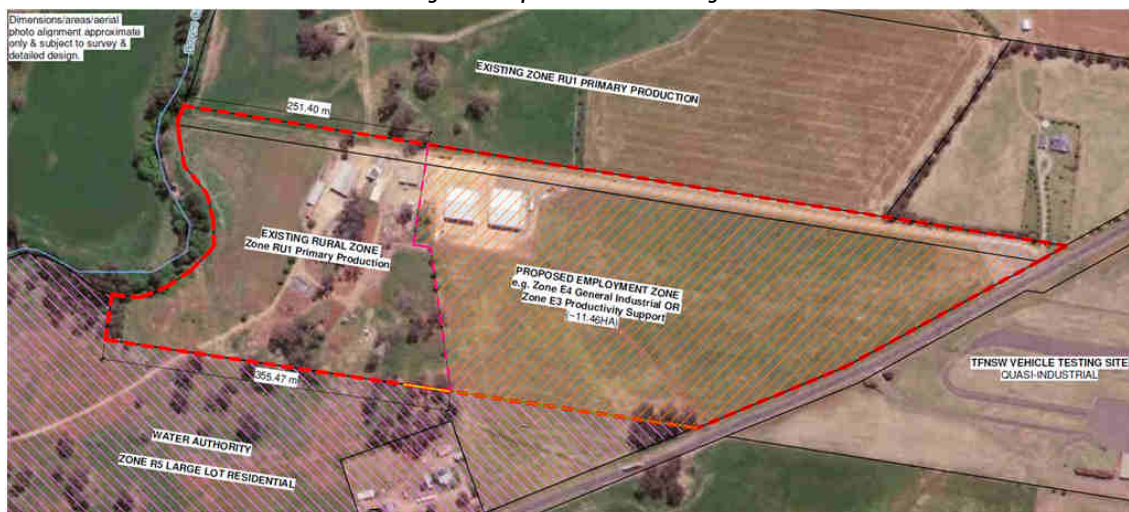 Dimensions/areas/aerial
photo alignment approximate
only & subject to survey &
detailed design.
EXISTING ZONE RU1 PRIMARY PRODUCTION
251.40 m
EXISTING RURAL ZONE
Zone RU1 Primary Production
PROPOSED EMPLOYMENT ZONE
e.g. Zone E4 General Industrial OR
Zone E3 Productivity Support
(~11.46HA)
TFNSW VEHICLE TESTING SITE
QUASI-INDUSTRIAL
355.47 m
WATER AUTHORITY
ZONE R5 LARGE LOT RESIDENTIAL